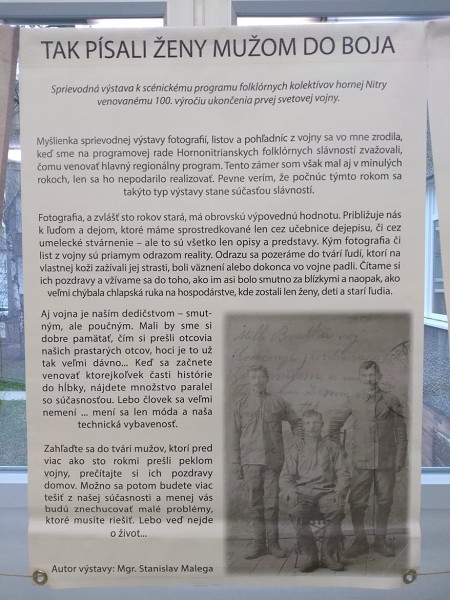 TAK PÍSALI ŽENY MUŽOM DO BOJA
Sprievodná výstava k scénickému programu folklórnych kolektívov hornej Nitry
venovanému 100. výročiu ukončenia prvej svetovej vojny.
Myšlienka sprievodnej výstavy fotografií, listov a pohľadníc z vojny sa vo mne zrodila,
keď sme na programovej rade Hornonitrianskych folklórnych slávností zvažovali,
čomu venovať hlavný regionálny program. Tento zámer som však mal aj v minulých
rokoch, len sa ho nepodarilo realizovať. Pevne verím, že počnúc týmto rokom sa
takýto typ výstavy stane súčasťou slávností.
Fotografia, a zvlášť sto rokov stará, má obrovskú výpovednú hodnotu. Približuje nás
k ľuďom a dejom, ktoré máme sprostredkované len cez učebnice dejepisu, či cez
umelecké stvárnenie – ale to sú všetko len opisy a predstavy. Kým fotografia či
list z vojny sú priamym odrazom reality. Odrazu sa pozeráme do tvárí ľudí, ktorí na
vlastnej koži zažívali jej strasti, boli väznení alebo dokonca vo vojne padli. Čítame si
ich pozdravy a vžívame sa do toho, ako im asi bolo smutno za blízkymi a naopak, ako
veľmi chýbala chlapská ruka na hospodárstve, kde zostali len ženy, deti a starí ľudia.
Aj vojna je naším dedičstvom – smut-
ným, ale poučným. Mali by sme si
dobre pamätať, čím si prešli otcovia
našich prastarých otcov, hoci je to už
tak veľmi dávno... Keď sa začnete
venovať ktorejkoľvek časti histórie
do hĺbky, nájdete množstvo paralel
so súčasnosťou. Lebo človek sa veľmi
nemení ... mení sa len móda a naša
technická vybavenosť.
Zahľaďte sa do tvárí mužov, ktorí pred
viac ako sto rokmi prešli peklom
vojny, prečítajte si ich pozdravy
domov. Možno sa potom budete viac
tešiť z našej súčasnosti a menej vás
budú znechucovať malé problémy,
ktoré musíte riešiť. Lebo veď nejde
o život...
Autor výstavy: Mgr. Stanislav Malega